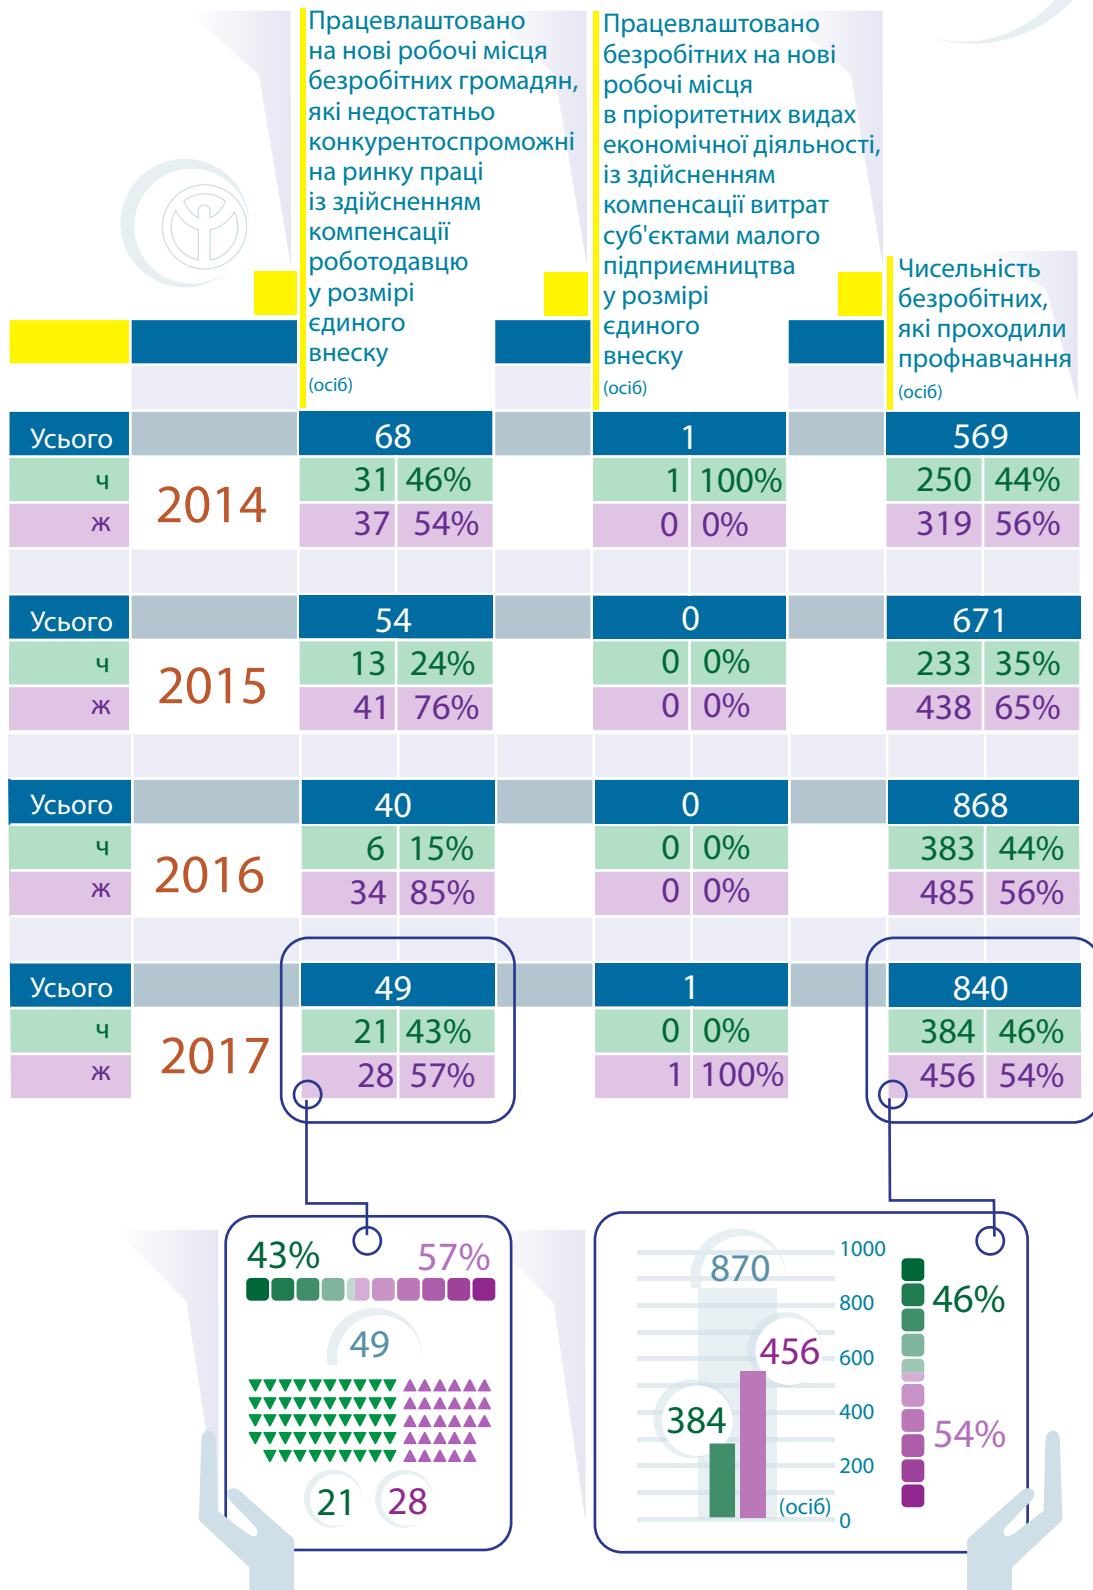 Працевлаштовано
на нові робочі місця
безробітних громадян,
які недостатньо
конкурентоспроможні
на ринку праці
із здійсненням
компенсації
роботодавцю
у розмірі
єдиного
внеску
(осіб)
Працевлаштовано
безробітних на нові
робочі місця
в пріоритетних видах
економічної діяльності,
із здійсненням
компенсації витрат
суб'єктами малого
підприємництва
у розмірі
єдиного
внеску
(осіб)
Чисельність
безробітних,
які проходили
профнавчання
(осіб)
Усього 68 1 569
ч 31 46% 1 100% 250 44%
2014
ж 37 54% 0 0% 319 56%
Усього 54 0 671
ч 13 24% 0 0% 233 35%
2015
ж 41 76% 0 0% 438 65%
Усього 40 0 868
ч 6 15% 0 0% 383 44%
2016
ж 34 85% 0 0% 485 56%
Усього 49 1 840
ч 21 43% 0 0% 384 46%
2017
ж 28 57% 1 100% 456 54%
43% 57%
49
21 28
870
456
384
1000
800
600
400
200
0
(осіб)
46%
54%